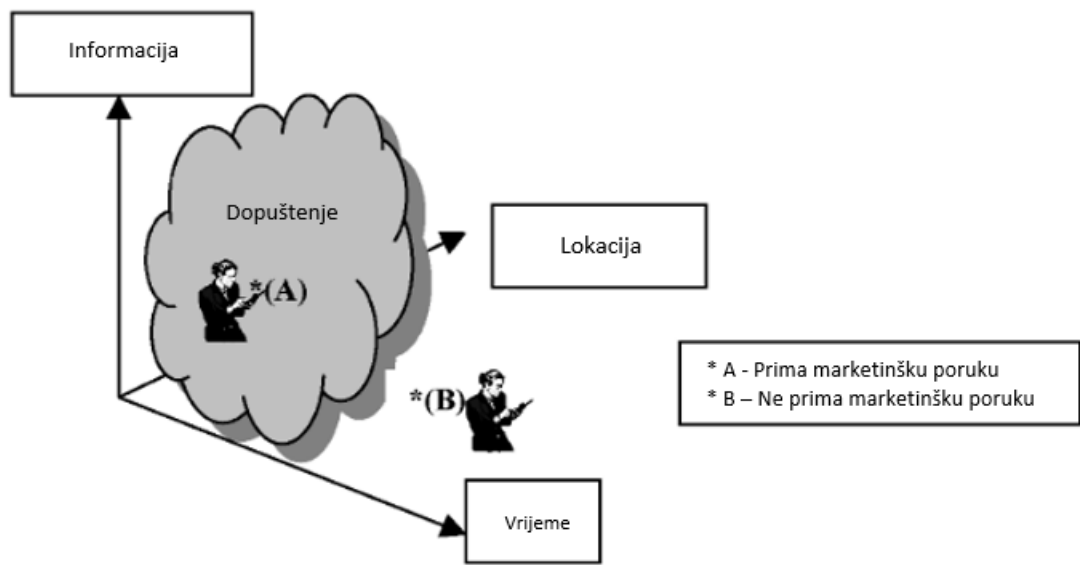 Informacija
Dopuštenje
Lokacija
*(A)
* A - Prima marketinšku poruku
* B – Ne prima marketinšku poruku
*(B)
Vrijeme